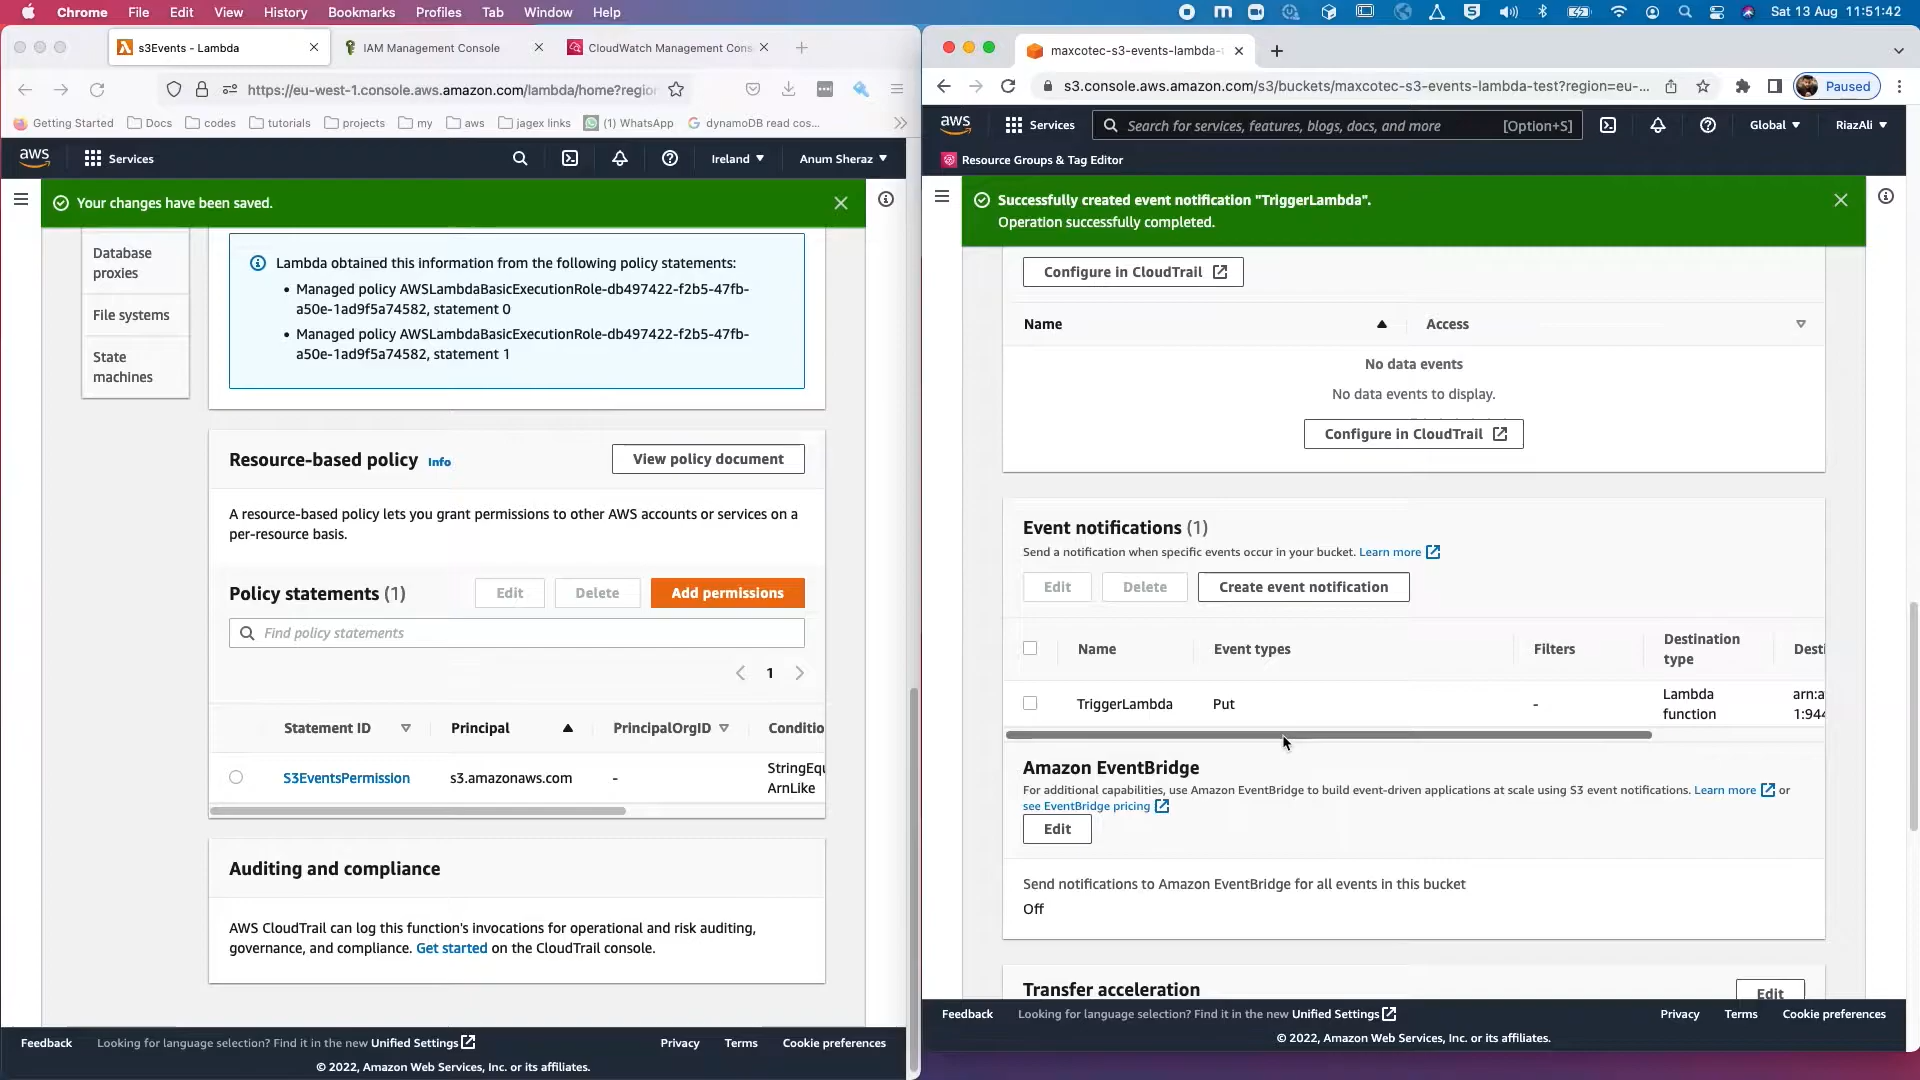 Chrome File Edit View History Bookmarks Profiles Tab Window Help
Sat 13 Aug 11:51:42
s3Events - Lambda
IAM Management Console
CloudWatch Management Cons
https://eu-west-1.console.aws.amazon.com/lambda/home?region
Getting Started Docs codes tutorials projects my aws jagex links (1) WhatsApp dynamoDB read cos...
aws Services Ireland Anum Sheraz
Your changes have been saved.
Database
proxies
File systems
State
machines
Lambda obtained this information from the following policy statements:
• Managed policy AWSLambdaBasicExecutionRole-db497422-f2b5-47fb-
a50e-1ad9f5a74582, statement 0
• Managed policy AWSLambdaBasicExecutionRole-db497422-f2b5-47fb-
a50e-1ad9f5a74582, statement 1
Resource-based policy Info
View policy document
A resource-based policy lets you grant permissions to other AWS accounts or services on a
per-resource basis.
Policy statements (1)
Edit
Delete
Add permissions
Find policy statements
1
Statement ID Principal PrincipalOrgID Conditio
S3EventsPermission s3.amazonaws.com - StringEqu
ArnLike
Auditing and compliance
AWS CloudTrail can log this function's invocations for operational and risk auditing,
governance, and compliance. Get started on the CloudTrail console.
Feedback Looking for language selection? Find it in the new Unified Settings Privacy Terms Cookie preferences
© 2022, Amazon Web Services, Inc. or its affiliates.
maxcotec-s3-events-lambda-
s3.console.aws.amazon.com/s3/buckets/maxcotec-s3-events-lambda-test?region=eu-...
Paused
aws Services Search for services, features, blogs, docs, and more [Option+S] Global RiazAli
Resource Groups & Tag Editor
Successfully created event notification "TriggerLambda".
Operation successfully completed.
Configure in CloudTrail
Name Access
No data events
No data events to display.
Configure in CloudTrail
Event notifications (1)
Send a notification when specific events occur in your bucket. Learn more
Edit
Delete
Create event notification
Name Event types Filters Destination
type Desti
TriggerLambda Put - Lambda
function arn:a
1:944
Amazon EventBridge
For additional capabilities, use Amazon EventBridge to build event-driven applications at scale using S3 event notifications. Learn more or
see EventBridge pricing
Edit
Send notifications to Amazon EventBridge for all events in this bucket
Off
Transfer acceleration
Edit
Feedback Looking for language selection? Find it in the new Unified Settings Privacy Terms Cookie preferences
© 2022, Amazon Web Services, Inc. or its affiliates.